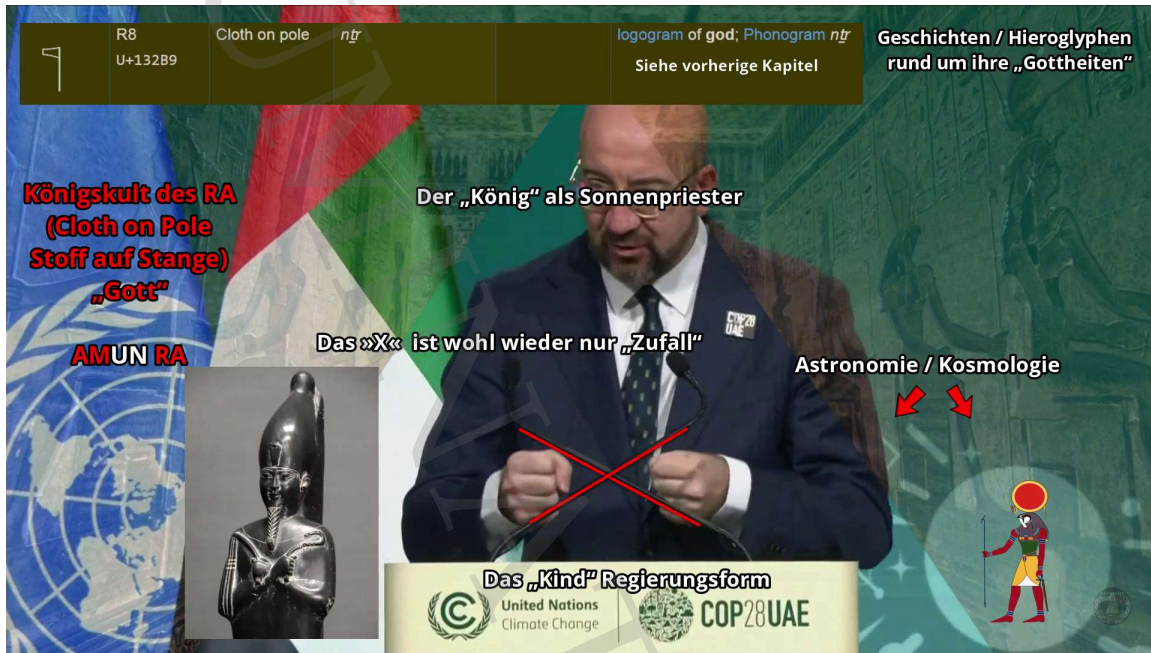 R8 Cloth on pole nṯr logogram of god; Phonogram nṯr
U+132B9 Siehe vorherige Kapitel
Geschichten / Hieroglyphen
rund um ihre „Gottheiten“
Königskult des RA
(Cloth on Pole
Stoff auf Stange)
„Gott“
Der „König“ als Sonnenpriester
COP28
UAE
Das »X« ist wohl wieder nur „Zufall“
AMUN RA
Astronomie / Kosmologie
Das „Kind“ Regierungsform
United Nations
Climate Change
COP28UAE